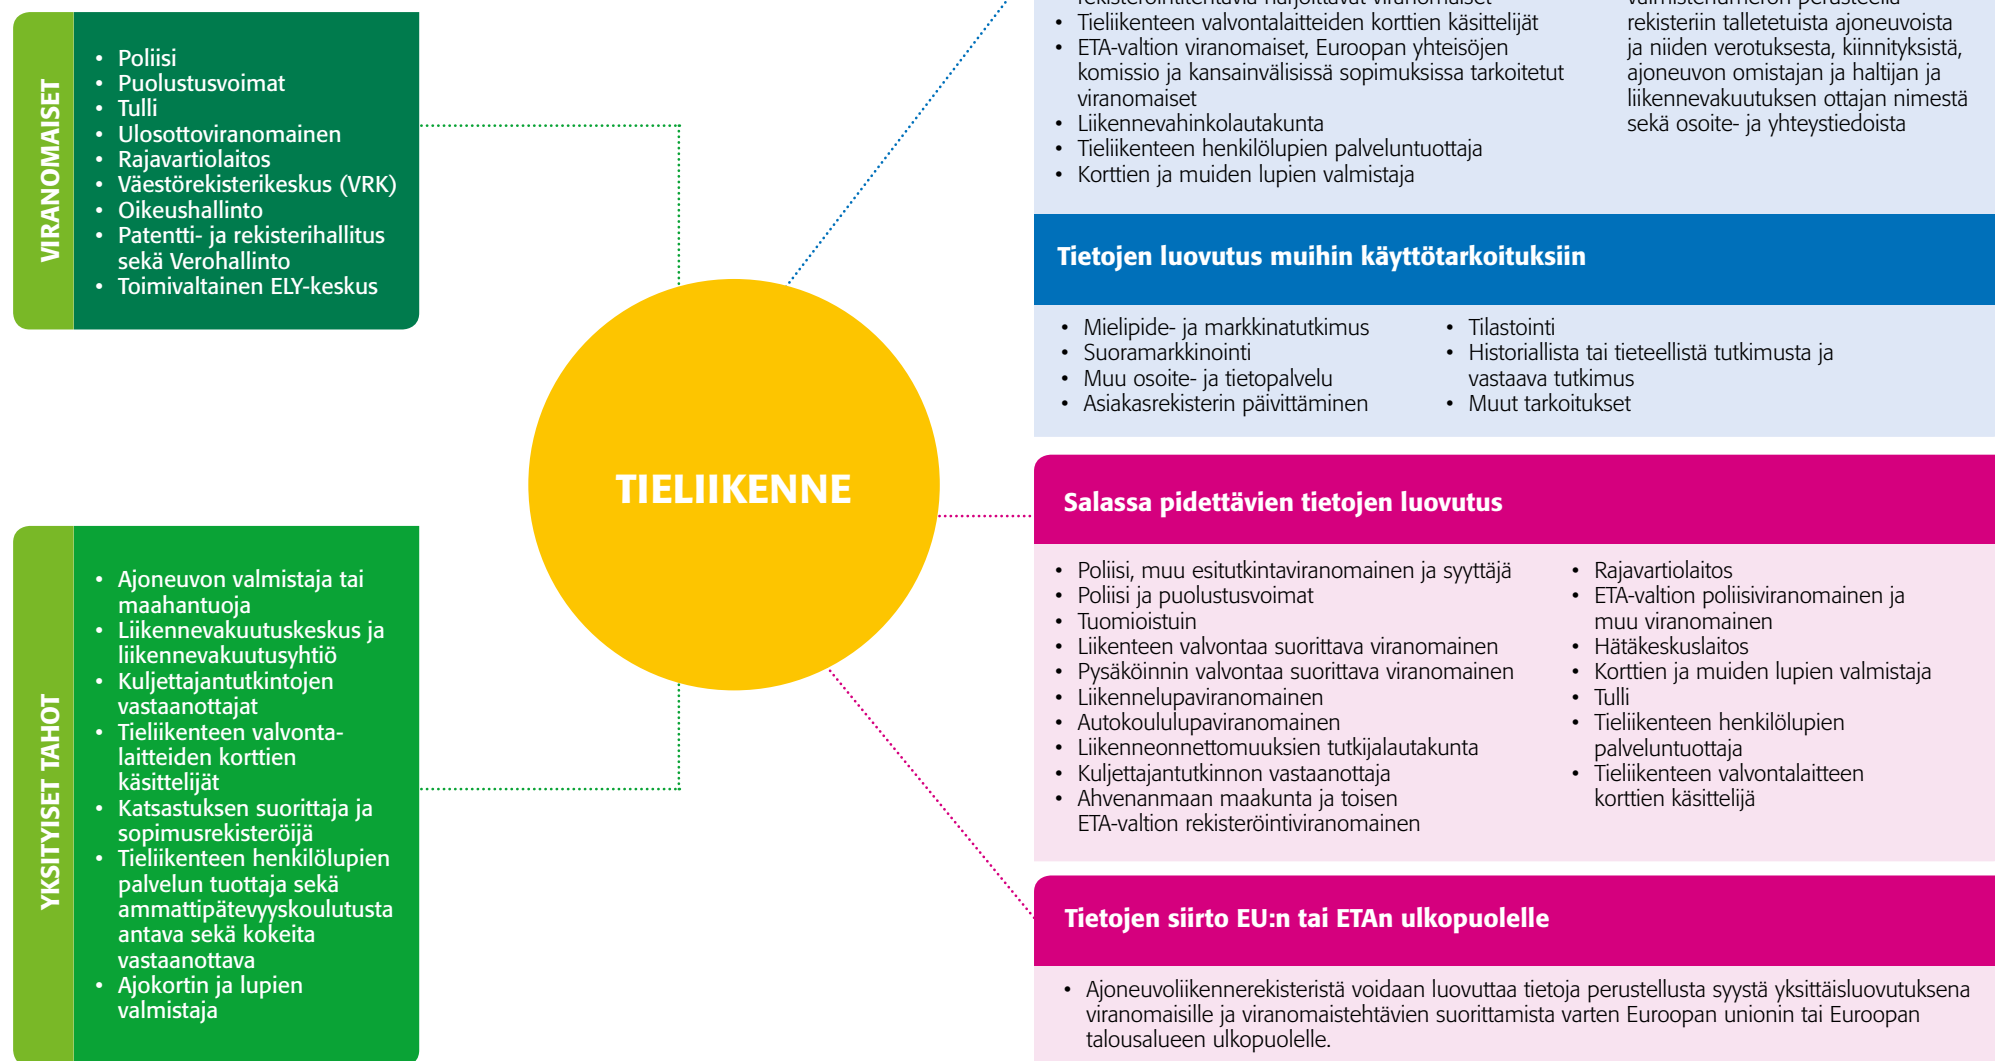 VIRANOMAISET
• Poliisi
• Puolustusvoimat
• Tulli
• Ulosottoviranomainen
• Rajavartiolaitos
• Väestörekisterikeskus (VRK)
• Oikeushallinto
• Patentti- ja rekisterihallitus
sekä Verohallinto
• Toimivaltainen ELY-keskus
YKSITYISET TAHOT
• Ajoneuvon valmistaja tai
maahantuoja
• Liikennevakuutuskeskus ja
liikennevakuutusyhtiö
• Kuljettajantutkintojen
vastaanottajat
• Tieliikenteen valvonta-
laitteiden korttien
käsittelijät
• Katsastuksen suorittaja ja
sopimusrekisteröijä
• Tieliikenteen henkilölupien
palvelun tuottaja sekä
ammattipätevyyskoulutusta
antava sekä kokeita
vastaanottava
• Ajokortin ja lupien
valmistaja
TIELIIKENNE
rekisteröintitehtäviä harjoittavat viranomaiset
• Tieliikenteen valvontalaitteiden korttien käsittelijät
• ETA-valtion viranomaiset, Euroopan yhteisöjen
komissio ja kansainvälisissä sopimuksissa tarkoitetut
viranomaiset
• Liikennevahinkolautakunta
• Tieliikenteen henkilölupien palveluntuottaja
• Korttien ja muiden lupien valmistaja
valmistenumeron perusteella
rekisteriin talletetuista ajoneuvoista
ja niiden verotuksesta, kiinnityksistä,
ajoneuvon omistajan ja haltijan ja
liikennevakuutuksen ottajan nimestä
sekä osoite- ja yhteystiedoista
Tietojen luovutus muihin käyttötarkoituksiin
• Mielipide- ja markkinatutkimus
• Suoramarkkinointi
• Muu osoite- ja tietopalvelu
• Asiakasrekisterin päivittäminen
• Tilastointi
• Historiallista tai tieteellistä tutkimusta ja
vastaava tutkimus
• Muut tarkoitukset
Salassa pidettävien tietojen luovutus
• Poliisi, muu esitutkintaviranomainen ja syyttäjä
• Poliisi ja puolustusvoimat
• Tuomioistuin
• Liikenteen valvontaa suorittava viranomainen
• Pysäköinnin valvontaa suorittava viranomainen
• Liikennelupaviranomainen
• Autokoululupaviranomainen
• Liikenneonnettomuuksien tutkijalautakunta
• Kuljettajantutkinnon vastaanottaja
• Ahvenanmaan maakunta ja toisen
ETA-valtion rekisteröintiviranomainen
• Rajavartiolaitos
• ETA-valtion poliisiviranomainen ja
muu viranomainen
• Hätäkeskuslaitos
• Korttien ja muiden lupien valmistaja
• Tulli
• Tieliikenteen henkilölupien
palveluntuottaja
• Tieliikenteen valvontalaitteen
korttien käsittelijä
Tietojen siirto EU:n tai ETAn ulkopuolelle
• Ajoneuvoliikennerekisteristä voidaan luovuttaa tietoja perustellusta syystä yksittäisluovutuksena
viranomaisille ja viranomaistehtävien suorittamista varten Euroopan unionin tai Euroopan
talousalueen ulkopuolelle.